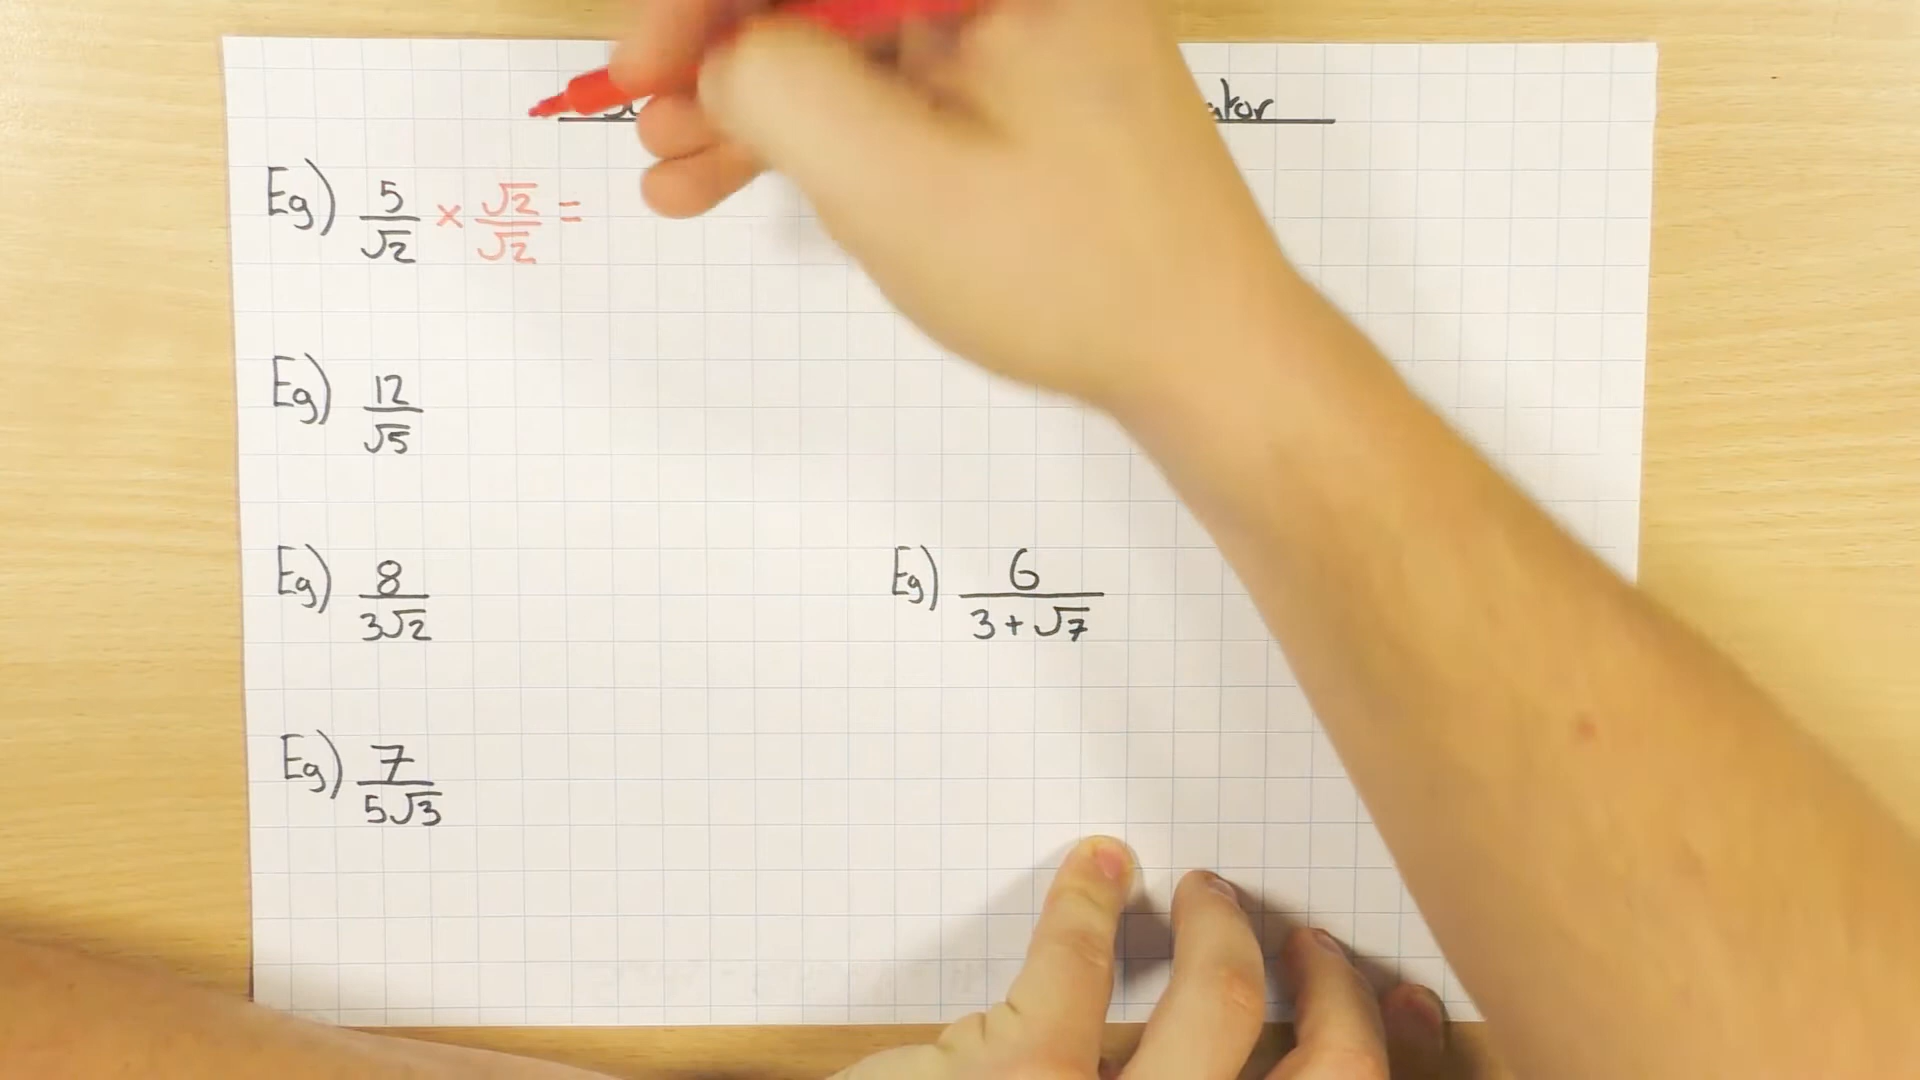 Eg) 5/√2 × √2/√2 =
Eg) 12/√5
Eg) 8/3√2
Eg) 6/3+√7
Eg) 7/5√3